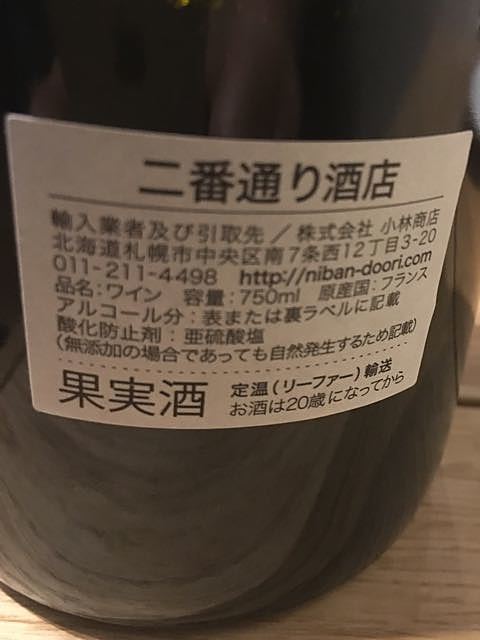 二番通り酒店
輸入業者及び引取先／株式会社 小林商店
北海道札幌市中央区南7条西12丁目3-20
011-211-4498 http://niban-doori.com
品名：ワイン 容量：750ml 原産国：フランス
アルコール分：表または裏ラベルに記載
酸化防止剤：亜硫酸塩
（無添加の場合であっても自然発生するため記載）
果実酒 定温（リーファー）輸送
お酒は20歳になってから